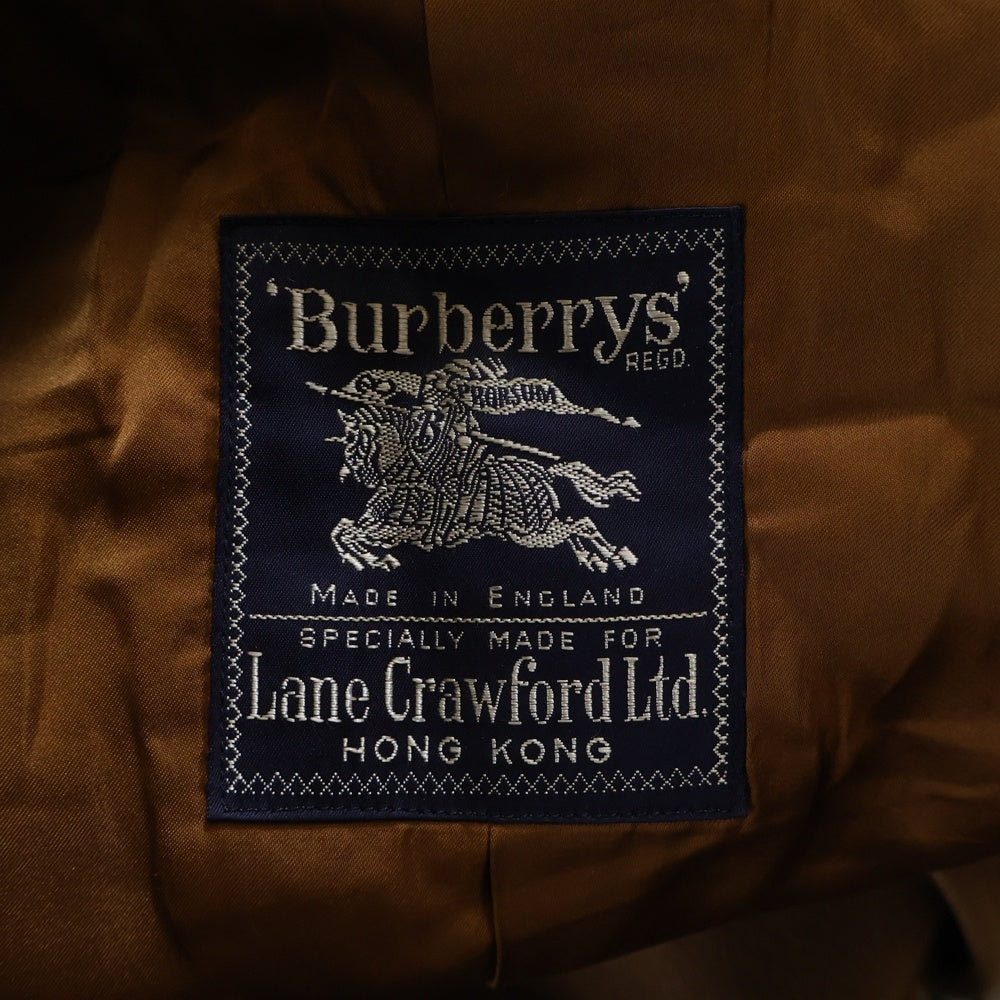 'Burberrys'
REGD.
PRORSUM
MADE IN ENGLAND
SPECIALLY MADE FOR
Lane Crawford Ltd.
HONG KONG